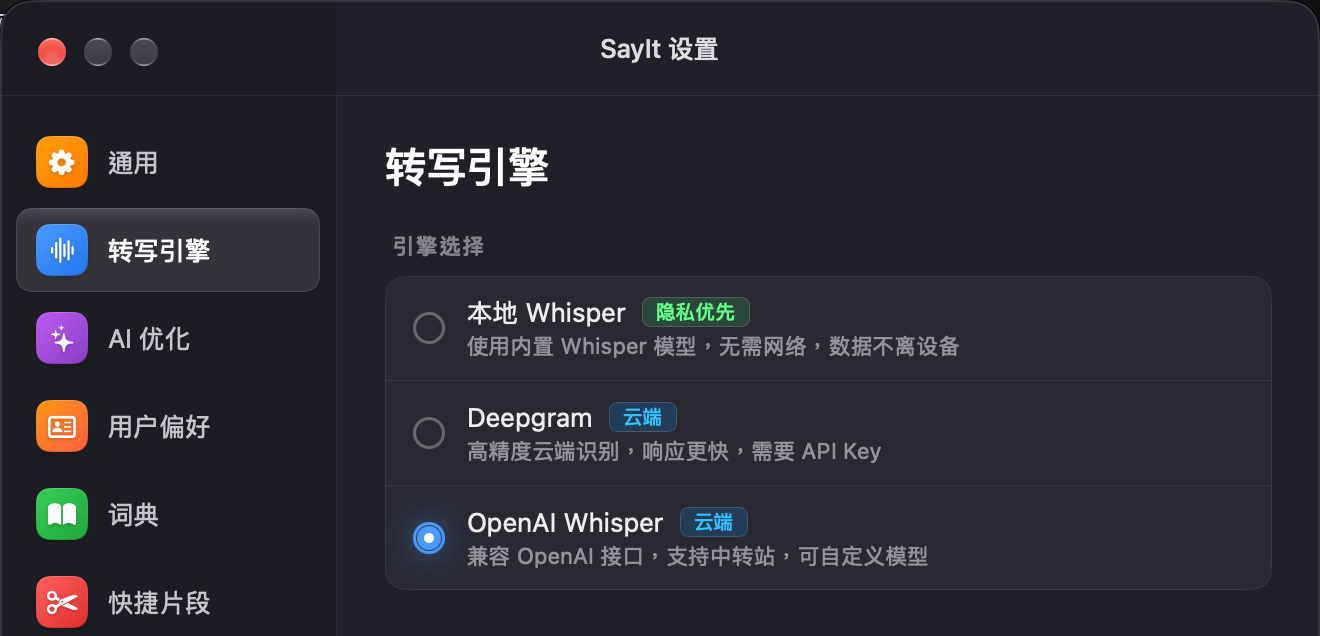 SayIt 设置
通用
转写引擎
AI 优化
用户偏好
词典
快捷片段
转写引擎
引擎选择
本地 Whisper 隐私优先
使用内置 Whisper 模型，无需网络，数据不离设备
Deepgram 云端
高精度云端识别，响应更快，需要 API Key
OpenAI Whisper 云端
兼容 OpenAI 接口，支持中转站，可自定义模型